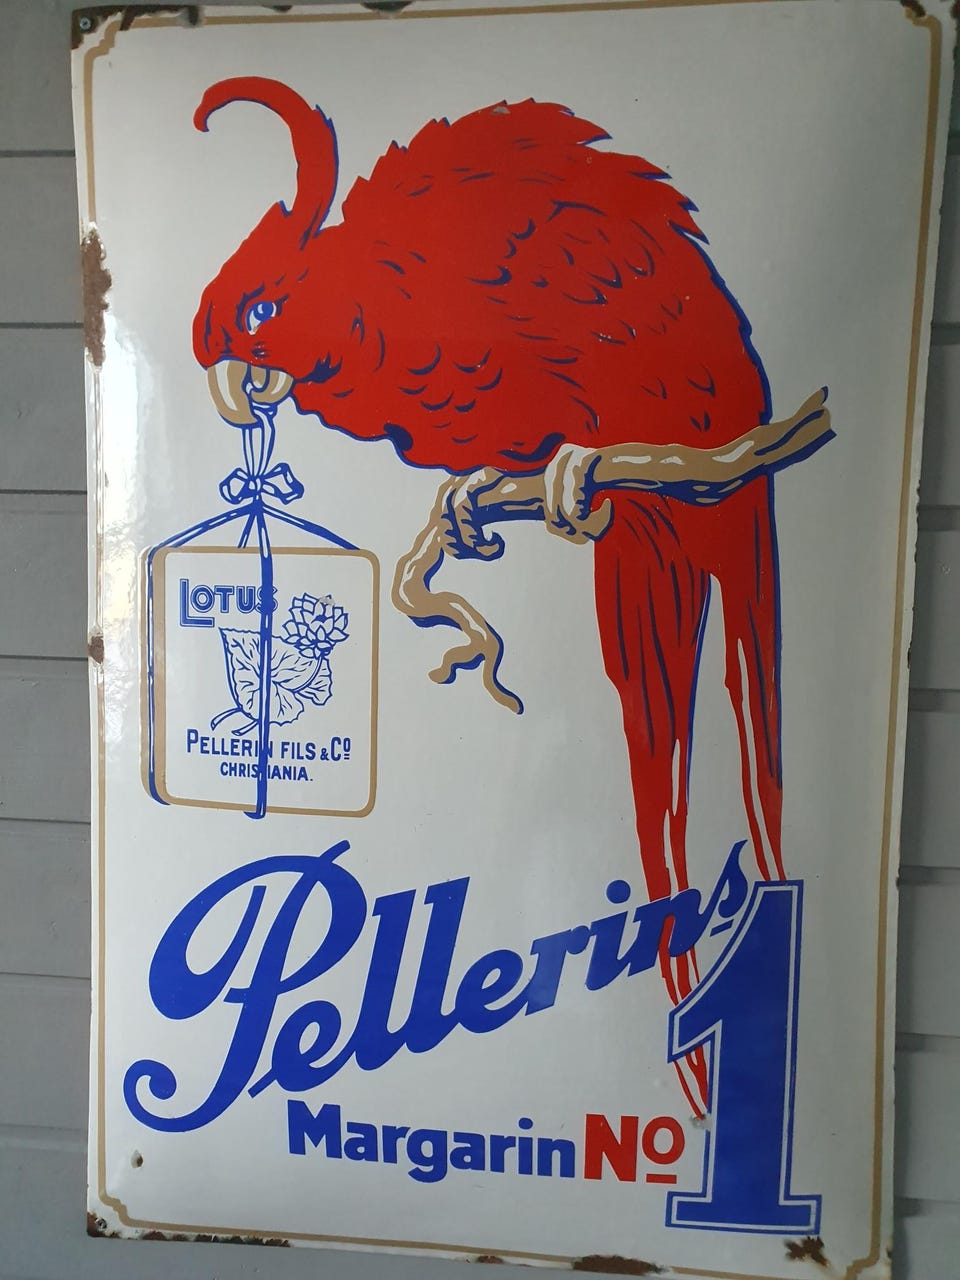 LOTUS
PELLERIN FILS & Cº
CHRISTIANIA.
Pellerins
Margarin No 1